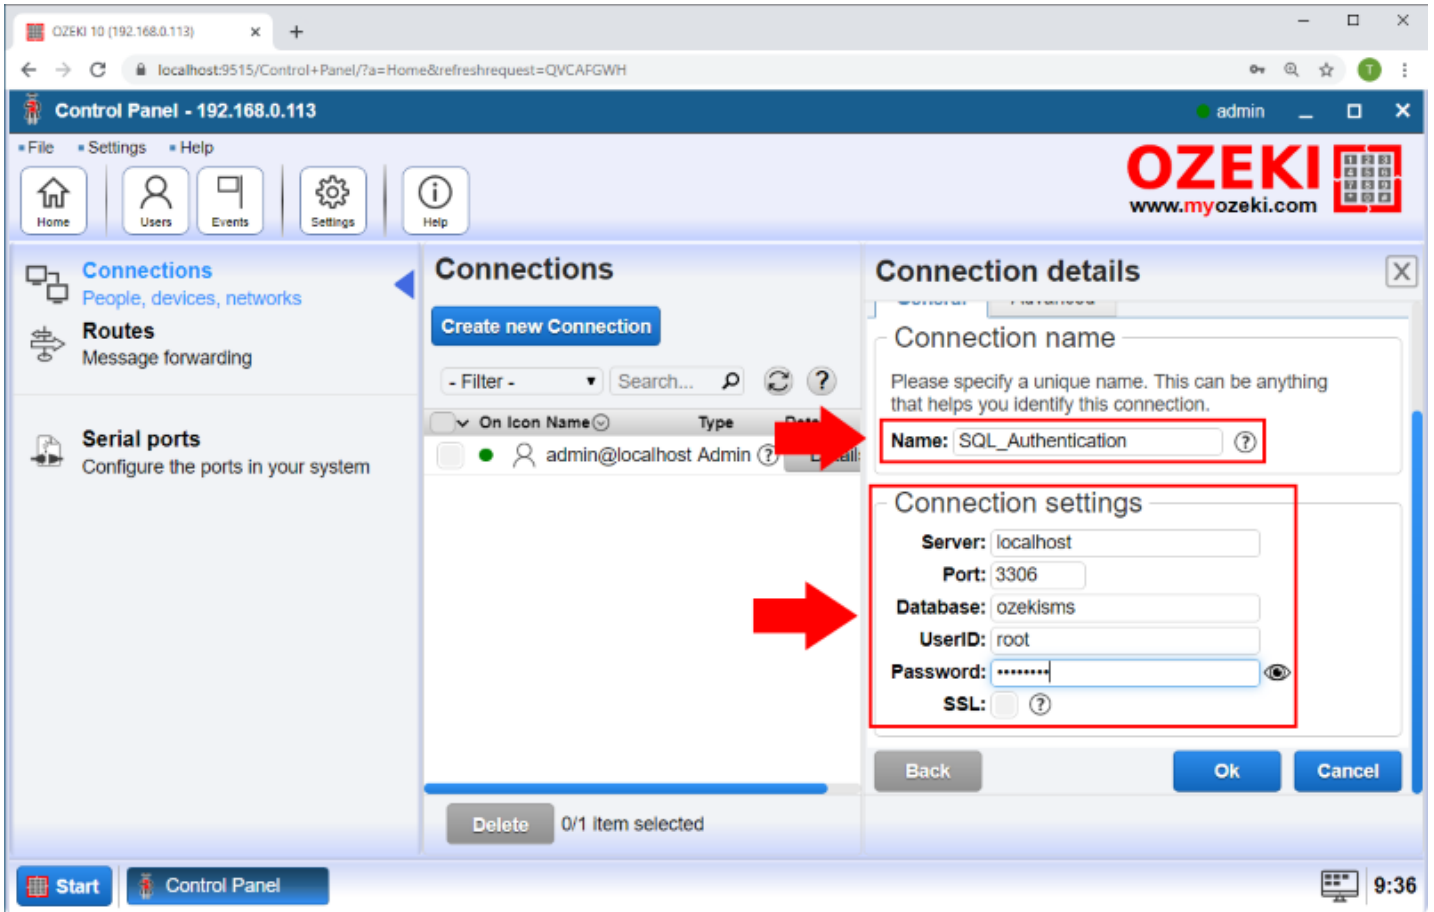 OZEKI 10 (192.168.0.113)
localhost:9515/Control+Panel/?a=Home&refreshrequest=QVCAFGWH
T
Control Panel - 192.168.0.113
admin
File Settings Help
Home Users Events Settings Help
OZEKI
www.myozeki.com
Connections
People, devices, networks
Routes
Message forwarding
Serial ports
Configure the ports in your system
Connections
Create new Connection
- Filter - Search...
On Icon Name Type
admin@localhost Admin
Delete 0/1 item selected
Connection details
General Advanced
Connection name
Please specify a unique name. This can be anything
that helps you identify this connection.
Name: SQL_Authentication
Connection settings
Server: localhost
Port: 3306
Database: ozekisms
UserID: root
Password: ••••••••
SSL:
Back Ok Cancel
Start Control Panel 9:36